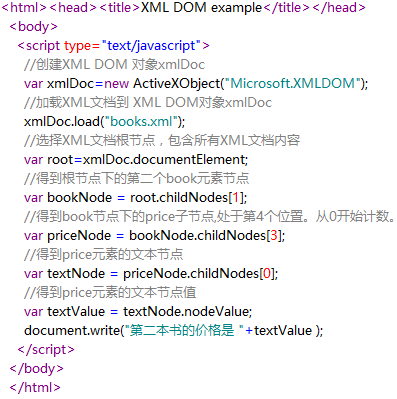 <html><head><title>XML DOM example</title></head>
<body>
<script type="text/javascript">
//创建XML DOM 对象xmlDoc
var xmlDoc=new ActiveXObject("Microsoft.XMLDOM");
//加载XML文档到 XML DOM对象xmlDoc
xmlDoc.load("books.xml");
//选择XML文档根节点，包含所有XML文档内容
var root=xmlDoc.documentElement;
//得到根节点下的第二个book元素节点
var bookNode = root.childNodes[1];
//得到book节点下的price子节点,处于第4个位置。从0开始计数。
var priceNode = bookNode.childNodes[3];
//得到price元素的文本节点
var textNode = priceNode.childNodes[0];
//得到price元素的文本节点值
var textValue = textNode.nodeValue;
document.write("第二本书的价格是 "+textValue );
</script>
</body>
</html>